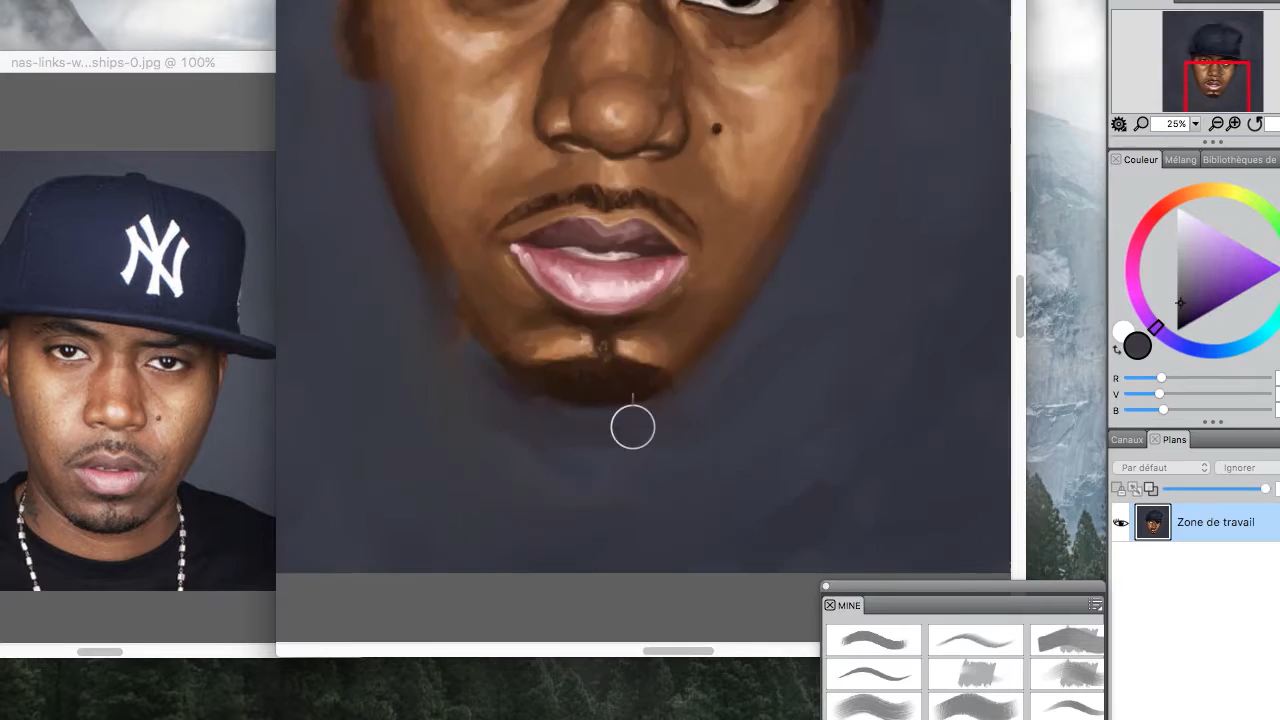 nas-links-w...ships-0.jpg @ 100%
NY
25%
Couleur Mélang Bibliothèques de
R
V
B
Canaux Plans
Par défaut Ignorer
Zone de travail
MINE